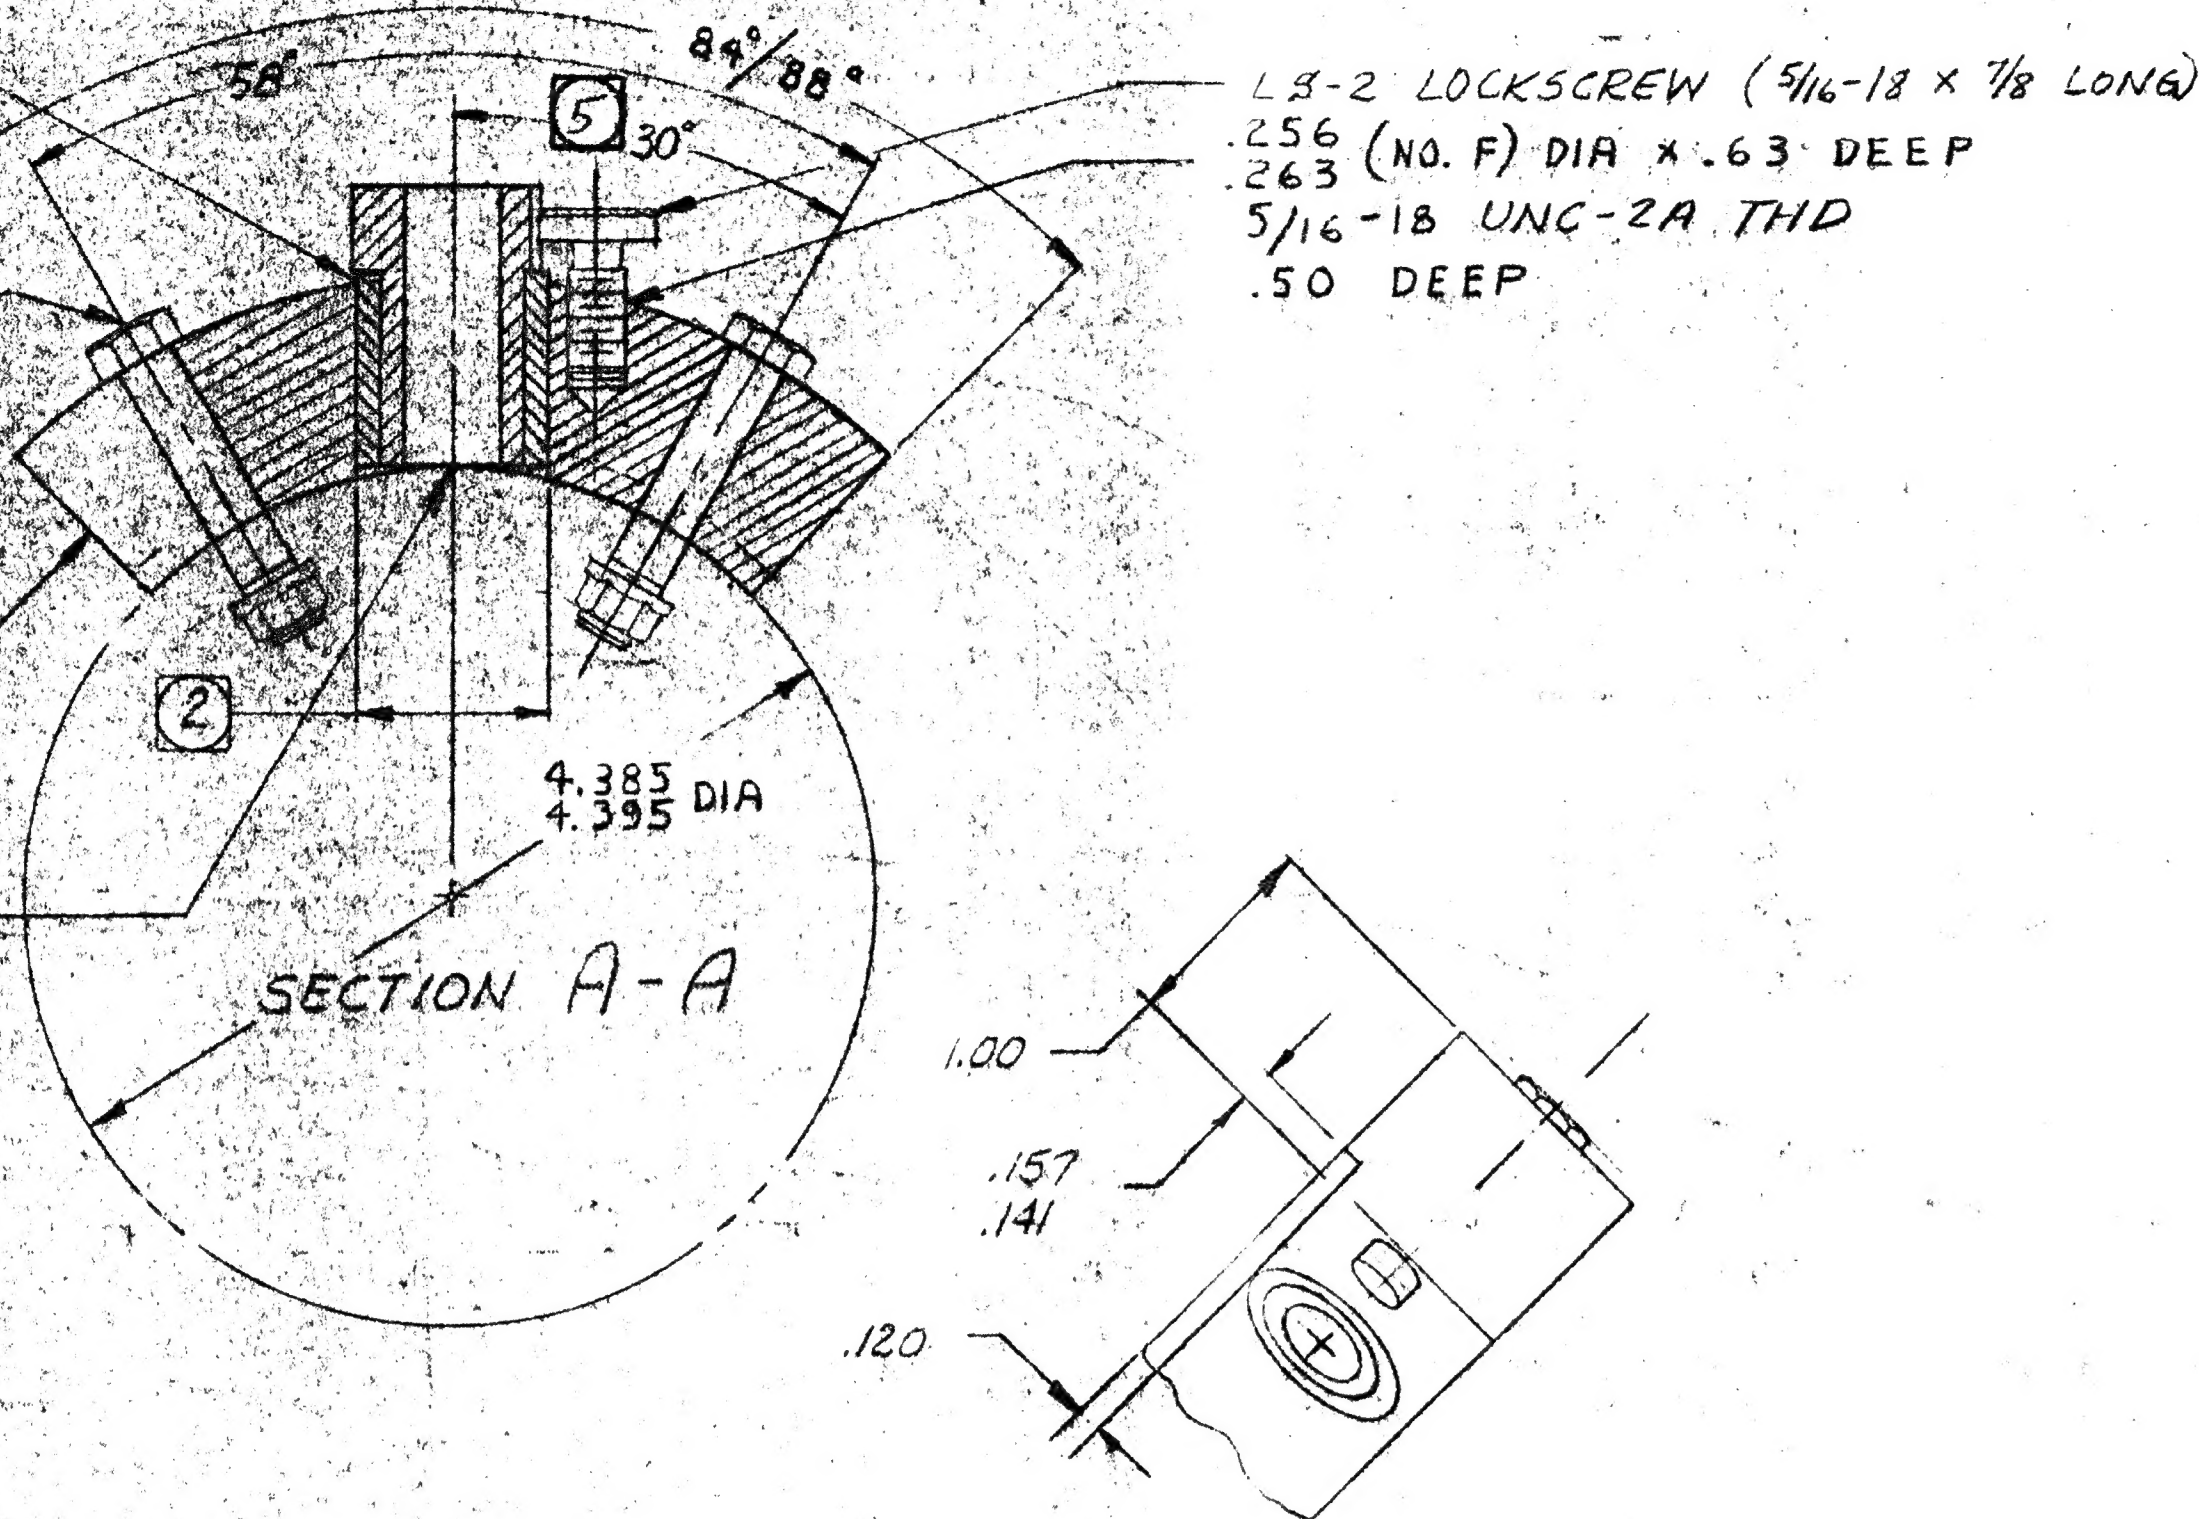 84°/88°
58°
5
30°
LS-2 LOCKSCREW (5/16-18 x 7/8 LONG)
.256
.263 (NO. F) DIA x .63 DEEP
5/16-18 UNC-2A THD
.50 DEEP
2
4.385
4.395 DIA
SECTION A-A
1.00
.157
.141
.120